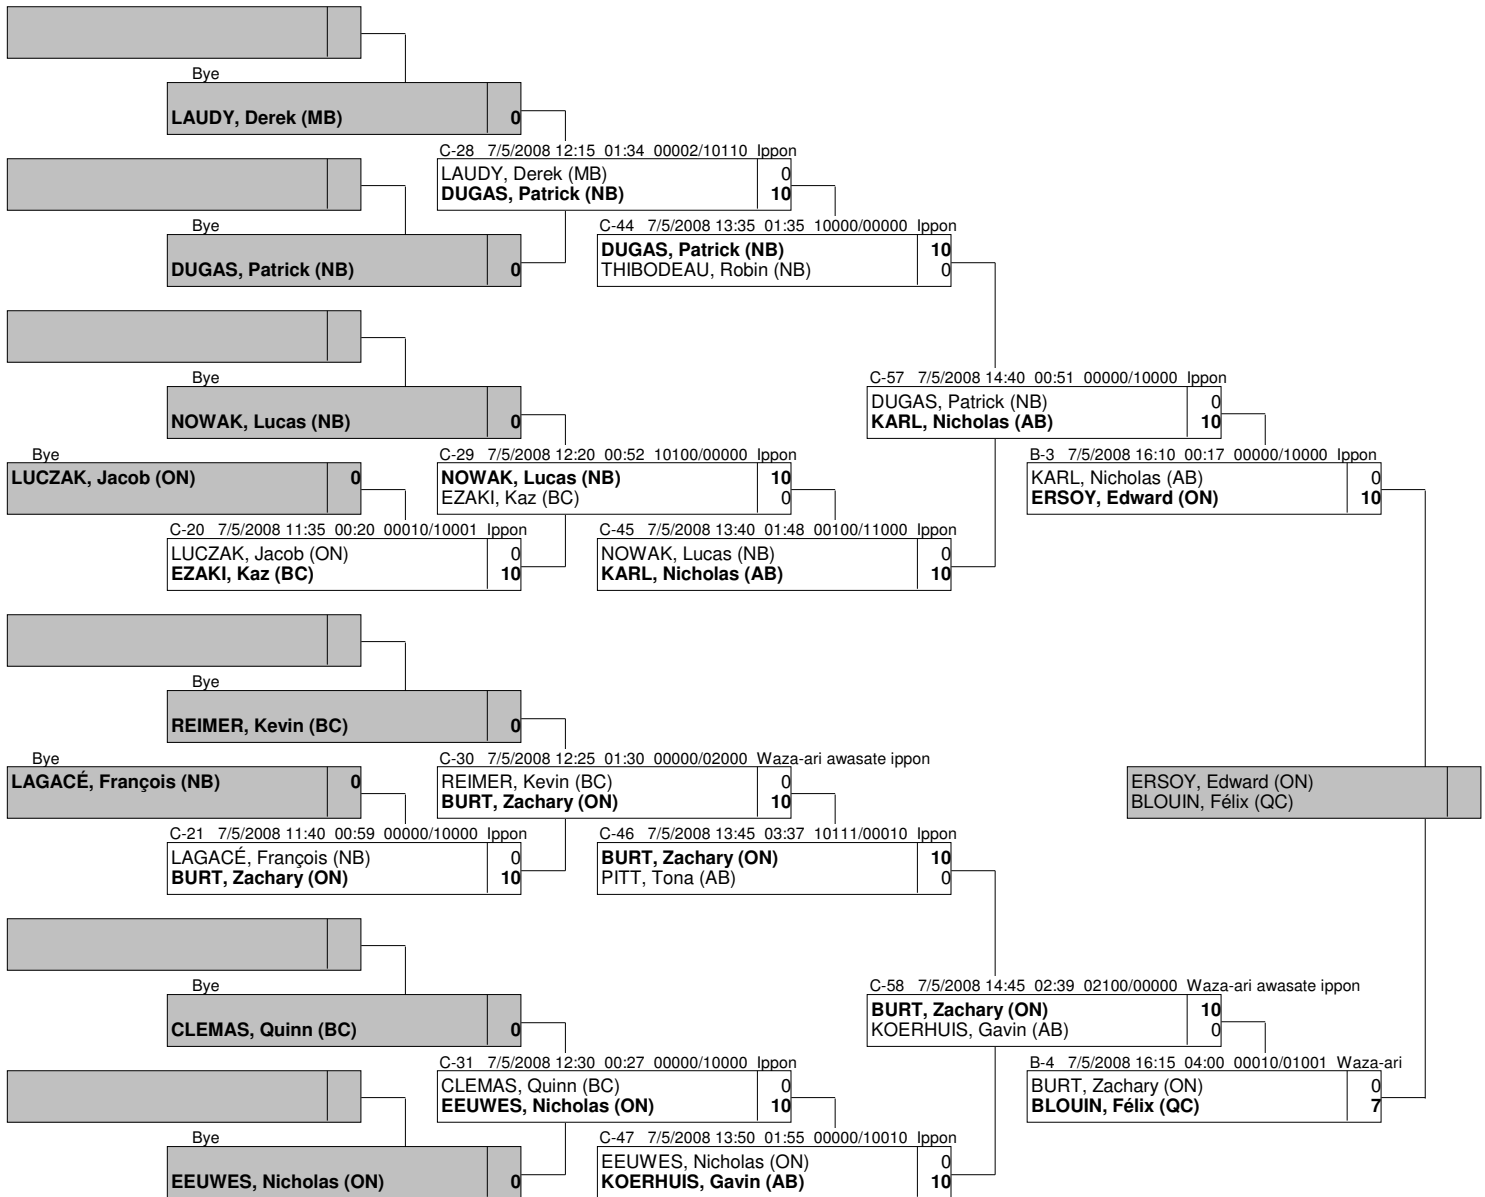 Bye
LAUDY, Derek (MB) 0
C-28 7/5/2008 12:15 01:34 00002/10110 Ippon
LAUDY, Derek (MB) 0
DUGAS, Patrick (NB) 10
Bye
DUGAS, Patrick (NB) 0
C-44 7/5/2008 13:35 01:35 10000/00000 Ippon
DUGAS, Patrick (NB) 10
THIBODEAU, Robin (NB) 0
Bye
NOWAK, Lucas (NB) 0
C-57 7/5/2008 14:40 00:51 00000/10000 Ippon
DUGAS, Patrick (NB) 0
KARL, Nicholas (AB) 10
Bye
LUCZAK, Jacob (ON) 0
C-29 7/5/2008 12:20 00:52 10100/00000 Ippon
NOWAK, Lucas (NB) 10
EZAKI, Kaz (BC) 0
B-3 7/5/2008 16:10 00:17 00000/10000 Ippon
KARL, Nicholas (AB) 0
ERSOY, Edward (ON) 10
C-20 7/5/2008 11:35 00:20 00010/10001 Ippon
LUCZAK, Jacob (ON) 0
EZAKI, Kaz (BC) 10
C-45 7/5/2008 13:40 01:48 00100/11000 Ippon
NOWAK, Lucas (NB) 0
KARL, Nicholas (AB) 10
Bye
REIMER, Kevin (BC) 0
Bye
LAGACÉ, François (NB) 0
C-30 7/5/2008 12:25 01:30 00000/02000 Waza-ari awasate ippon
REIMER, Kevin (BC) 0
BURT, Zachary (ON) 10
ERSOY, Edward (ON)
BLOUIN, Félix (QC)
C-21 7/5/2008 11:40 00:59 00000/10000 Ippon
LAGACÉ, François (NB) 0
BURT, Zachary (ON) 10
C-46 7/5/2008 13:45 03:37 10111/00010 Ippon
BURT, Zachary (ON) 10
PITT, Tona (AB) 0
Bye
CLEMAS, Quinn (BC) 0
C-58 7/5/2008 14:45 02:39 02100/00000 Waza-ari awasate ippon
BURT, Zachary (ON) 10
KOERHUIS, Gavin (AB) 0
C-31 7/5/2008 12:30 00:27 00000/10000 Ippon
CLEMAS, Quinn (BC) 0
EEUWES, Nicholas (ON) 10
B-4 7/5/2008 16:15 04:00 00010/01001 Waza-ari
BURT, Zachary (ON) 0
BLOUIN, Félix (QC) 7
Bye
EEUWES, Nicholas (ON) 0
C-47 7/5/2008 13:50 01:55 00000/10010 Ippon
EEUWES, Nicholas (ON) 0
KOERHUIS, Gavin (AB) 10